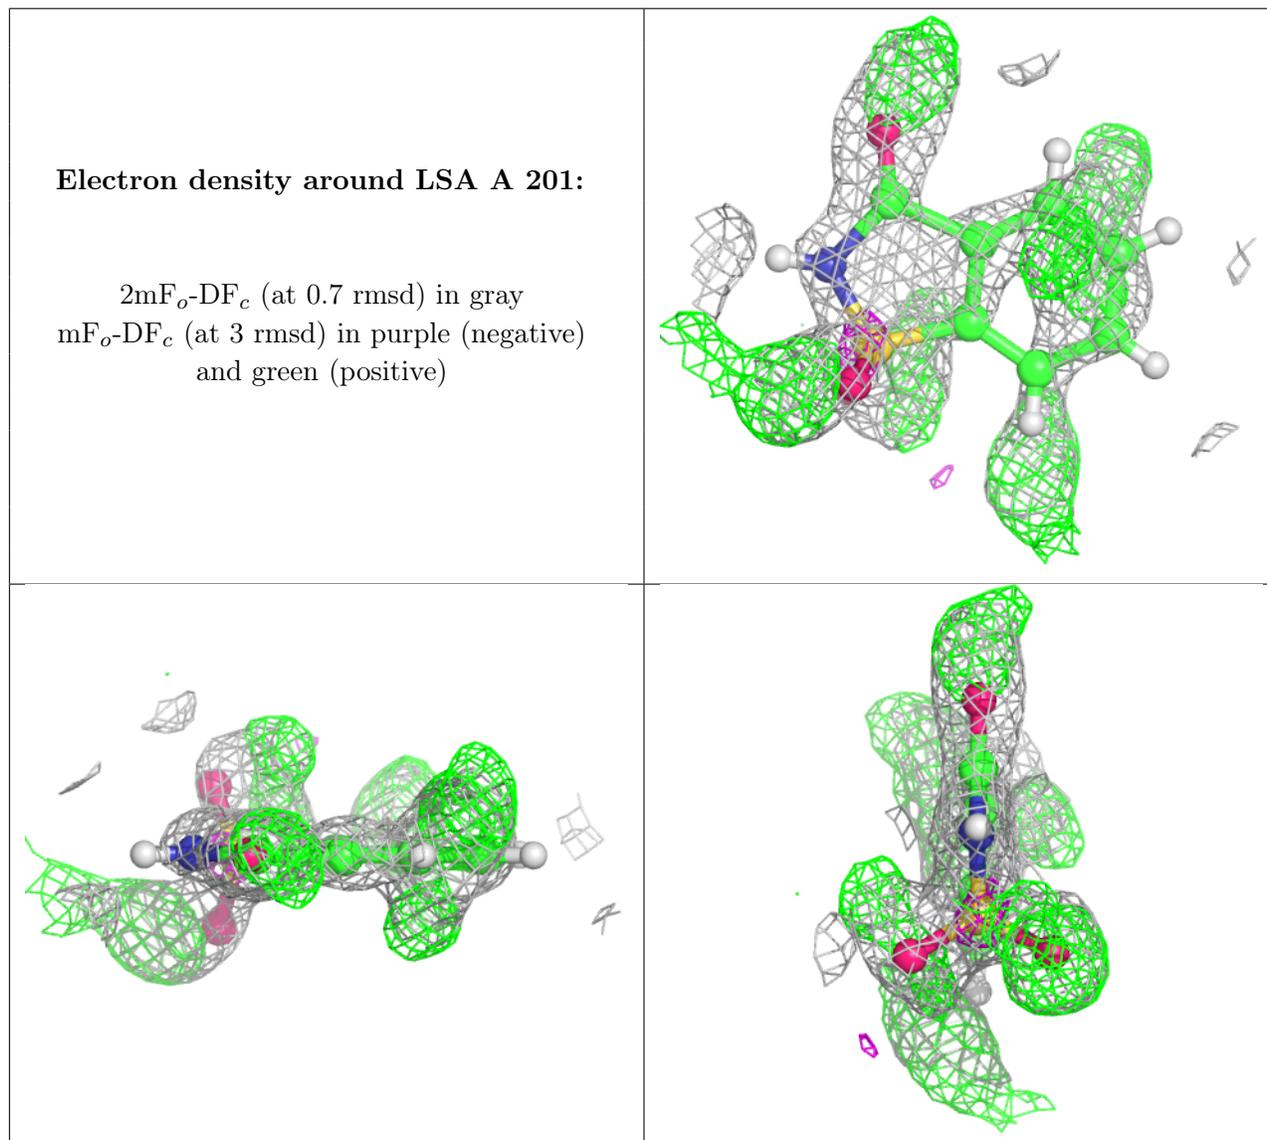 Electron density around LSA A 201:
2mFo-DFc (at 0.7 rmsd) in gray
mFo-DFc (at 3 rmsd) in purple (negative)
and green (positive)